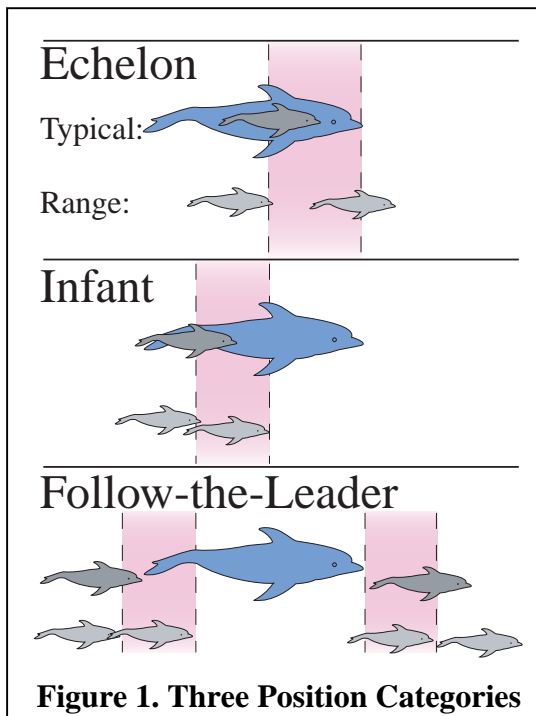 Echelon
Typical:
Range:
Infant
Follow-the-Leader
Figure 1. Three Position Categories